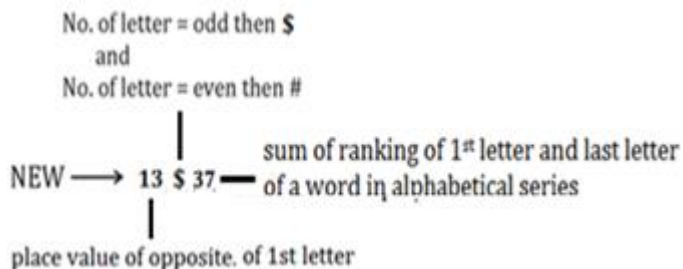 No. of letter = odd then $
and
No. of letter = even then #
NEW → 13 $ 37
sum of ranking of 1st letter and last letter
of a word in alphabetical series
place value of opposite. of 1st letter